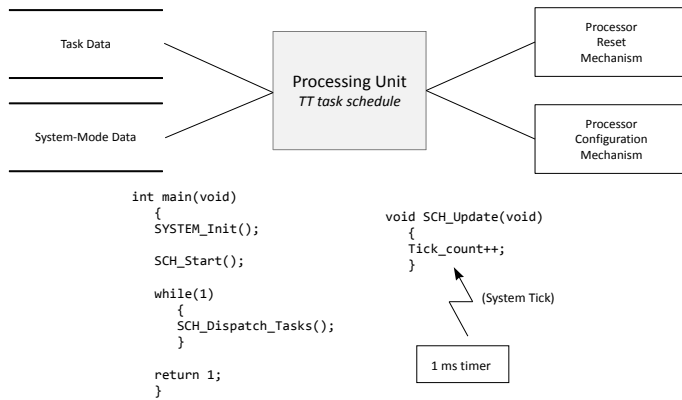 Task Data
System-Mode Data
Processing Unit
TT task schedule
Processor
Reset
Mechanism
Processor
Configuration
Mechanism
int main(void)
{
SYSTEM_Init();
SCH_Start();
while(1)
{
SCH_Dispatch_Tasks();
}
return 1;
}
void SCH_Update(void)
{
Tick_count++;
}
(System Tick)
1 ms timer